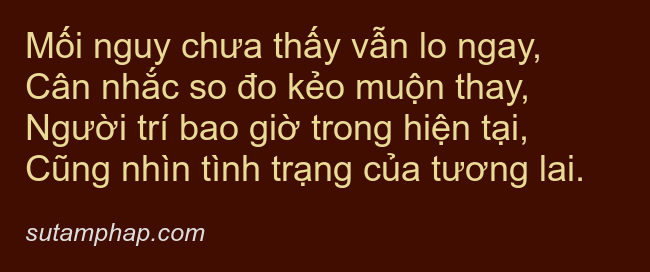 Mối nguy chưa thấy vẫn lo ngay,
Cân nhắc so đo kẻo muộn thay,
Người trí bao giờ trong hiện tại,
Cũng nhìn tình trạng của tương lai.
sutamphap.com